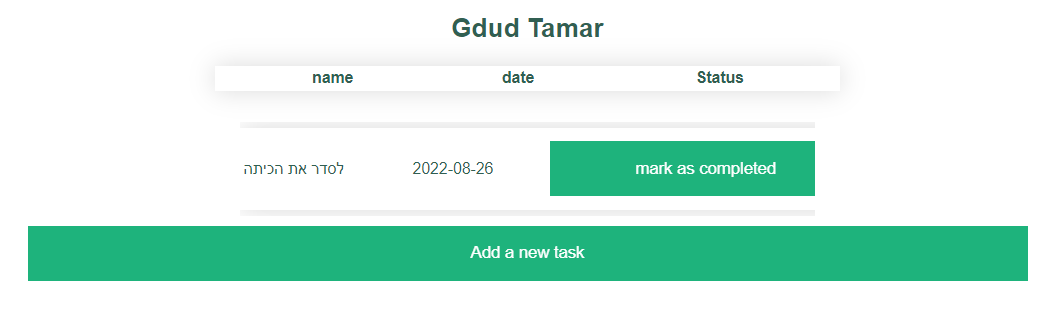 Gdud Tamar
name date Status
לסדר את הכיתה 2022-08-26 mark as completed
Add a new task